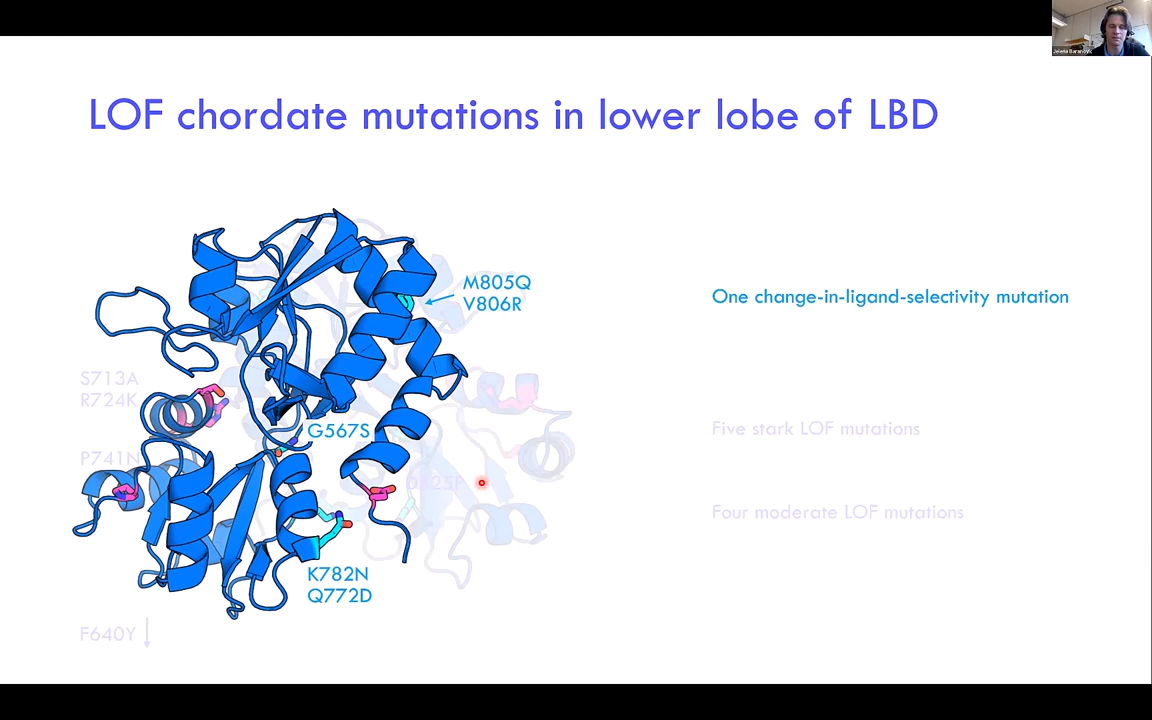 LOF chordate mutations in lower lobe of LBD
M805Q
V806R
One change-in-ligand-selectivity mutation
S713A
R724K
G567S
Five stark LOF mutations
P741N
Four moderate LOF mutations
K782N
Q772D
F640Y